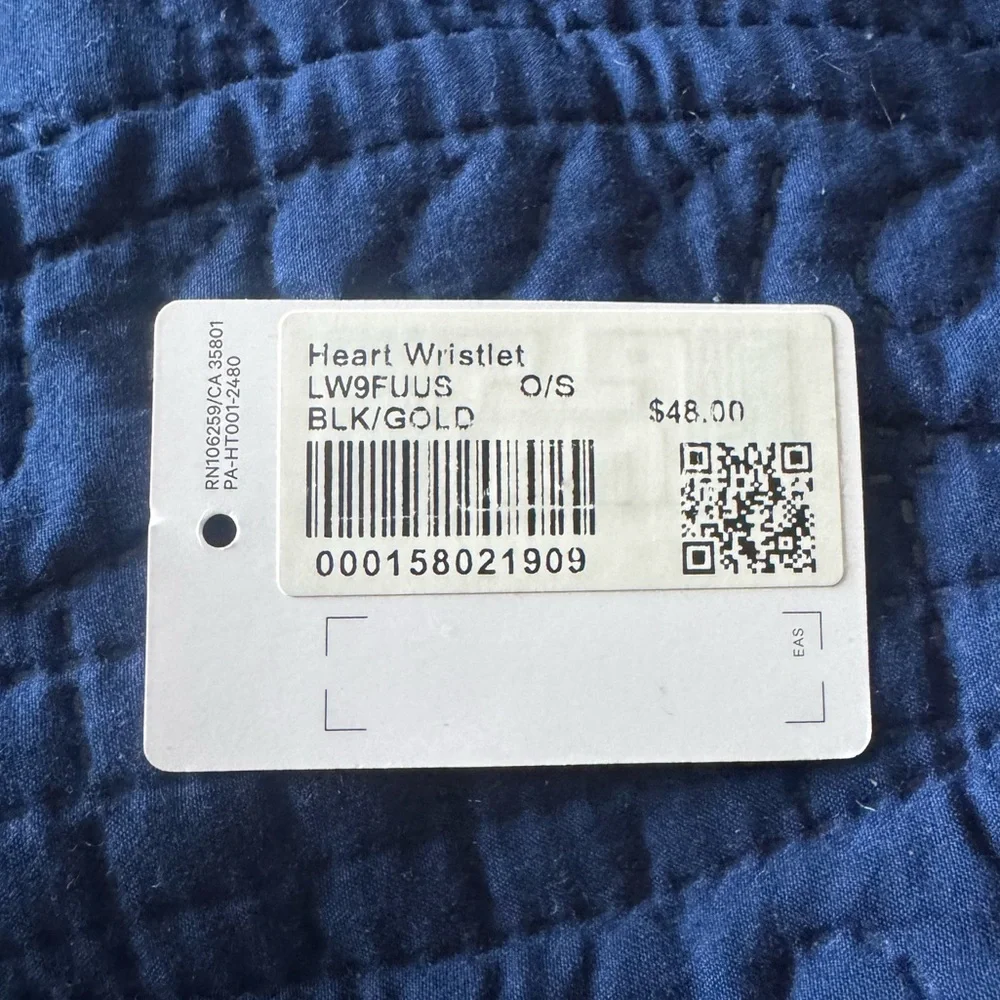 RN106259/CA 35801
PA-HT001-2480
Heart Wristlet
LW9FUUS O/S
BLK/GOLD $48.00
000158021909
EAS